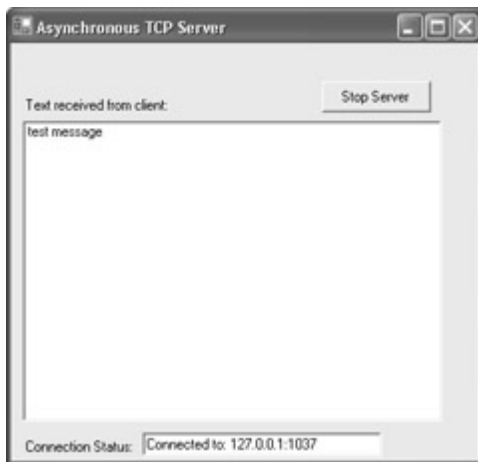 Asynchronous TCP Server
Stop Server
Text received from client:
test message
Connection Status: Connected to: 127.0.0.1:1037